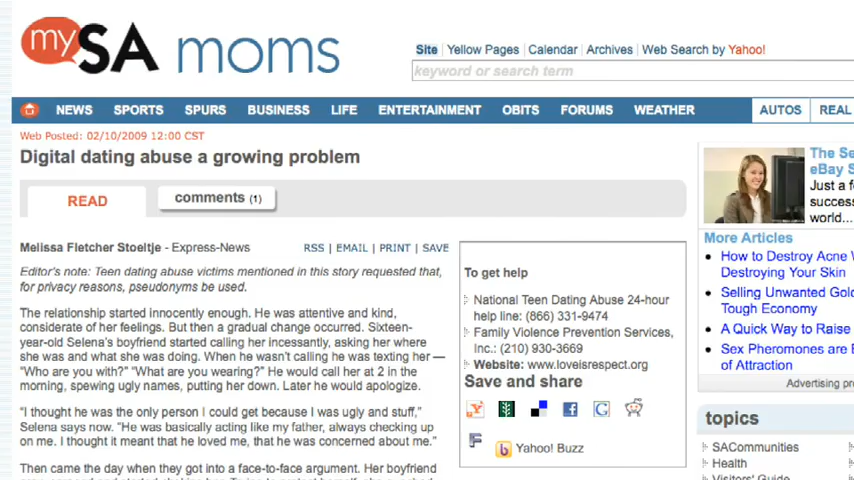 mySA moms
Site Yellow Pages Calendar Archives Web Search by Yahoo!
keyword or search term
NEWS SPORTS SPURS BUSINESS LIFE ENTERTAINMENT OBITS FORUMS WEATHER AUTOS REAL
Web Posted: 02/10/2009 12:00 CST
Digital dating abuse a growing problem
READ
comments (1)
Melissa Fletcher Stoeltje - Express-News
RSS | EMAIL | PRINT | SAVE
Editor's note: Teen dating abuse victims mentioned in this story requested that,
for privacy reasons, pseudonyms be used.
The relationship started innocently enough. He was attentive and kind,
considerate of her feelings. But then a gradual change occurred. Sixteen-
year-old Selena's boyfriend started calling her incessantly, asking her where
she was and what she was doing. When he wasn't calling he was texting her —
“Who are you with?” “What are you wearing?” He would call her at 2 in the
morning, spewing ugly names, putting her down. Later he would apologize.
“I thought he was the only person I could get because I was ugly and stuff,”
Selena says now. “He was basically acting like my father, always checking up
on me. I thought it meant that he loved me, that he was concerned about me.”
Then came the day when they got into a face-to-face argument. Her boyfriend
To get help
National Teen Dating Abuse 24-hour
help line: (866) 331-9474
Family Violence Prevention Services,
Inc.: (210) 930-3669
Website: www.loveisrespect.org
Save and share
Yahoo! Buzz
The Se
eBay S
Just a f
success
world...
More Articles
How to Destroy Acne W
Destroying Your Skin
Selling Unwanted Gold
Tough Economy
A Quick Way to Raise
Sex Pheromones are E
of Attraction
Advertising pr
topics
SACommunities
Health
Visitors' Guide